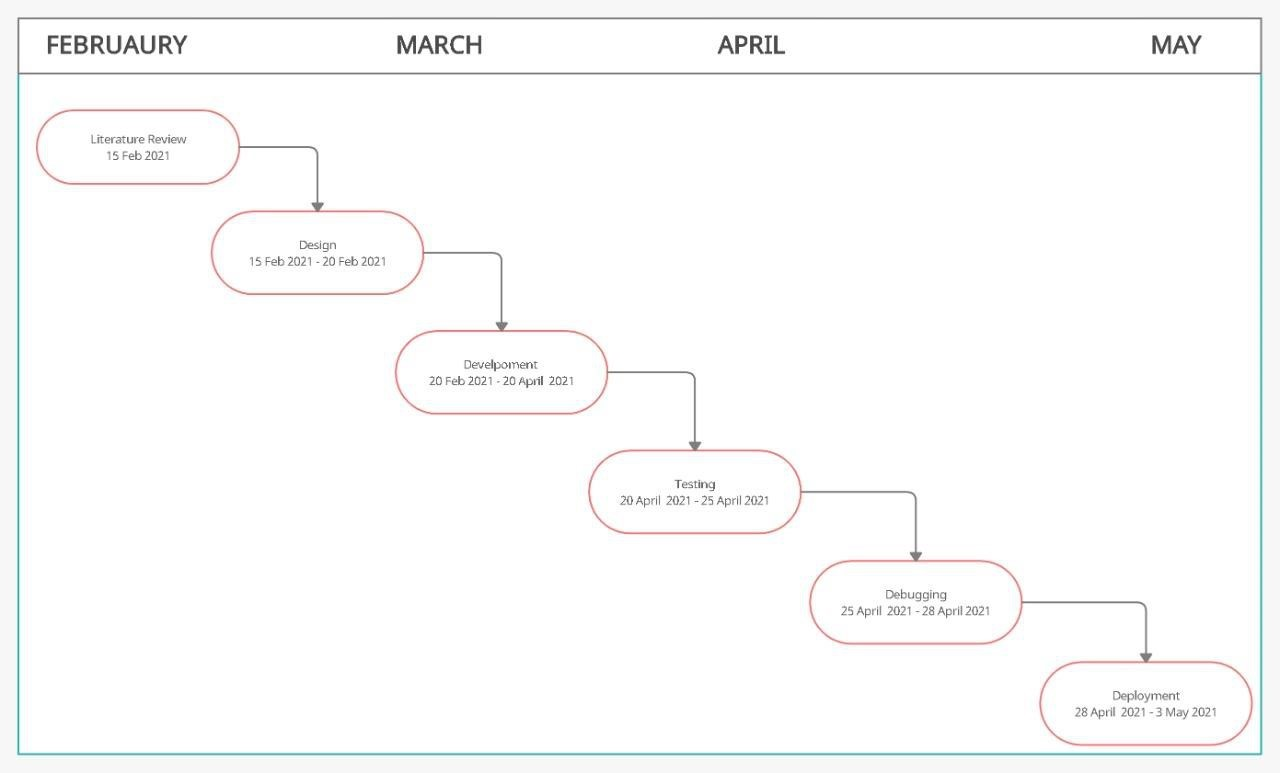 FEBRUAURY MARCH APRIL MAY
Literature Review
15 Feb 2021
Design
15 Feb 2021 - 20 Feb 2021
Develpoment
20 Feb 2021 - 20 April 2021
Testing
20 April 2021 - 25 April 2021
Debugging
25 April 2021 - 28 April 2021
Deployment
28 April 2021 - 3 May 2021